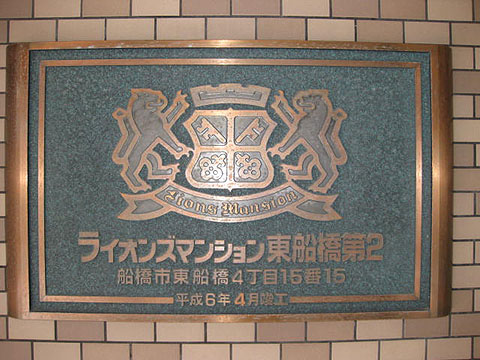 Lions Mansion
ライオンズマンション東船橋第2
船橋市東船橋4丁目15番15
平成6年4月竣工